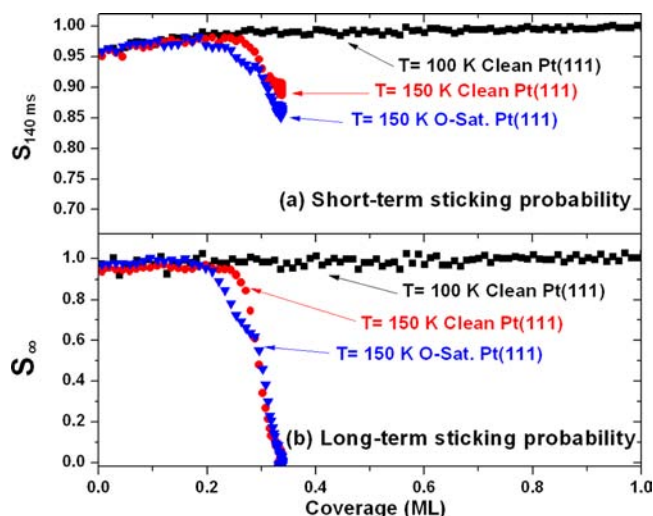 1.00
0.95
0.90
0.85
0.80
0.75
0.70
S140 ms
T= 100 K Clean Pt(111)
T= 150 K Clean Pt(111)
T= 150 K O-Sat. Pt(111)
(a) Short-term sticking probability
1.0
0.8
0.6
0.4
0.2
0.0
S∞
T= 100 K Clean Pt(111)
T= 150 K Clean Pt(111)
T= 150 K O-Sat. Pt(111)
(b) Long-term sticking probability
0.0 0.2 0.4 0.6 0.8 1.0
Coverage (ML)